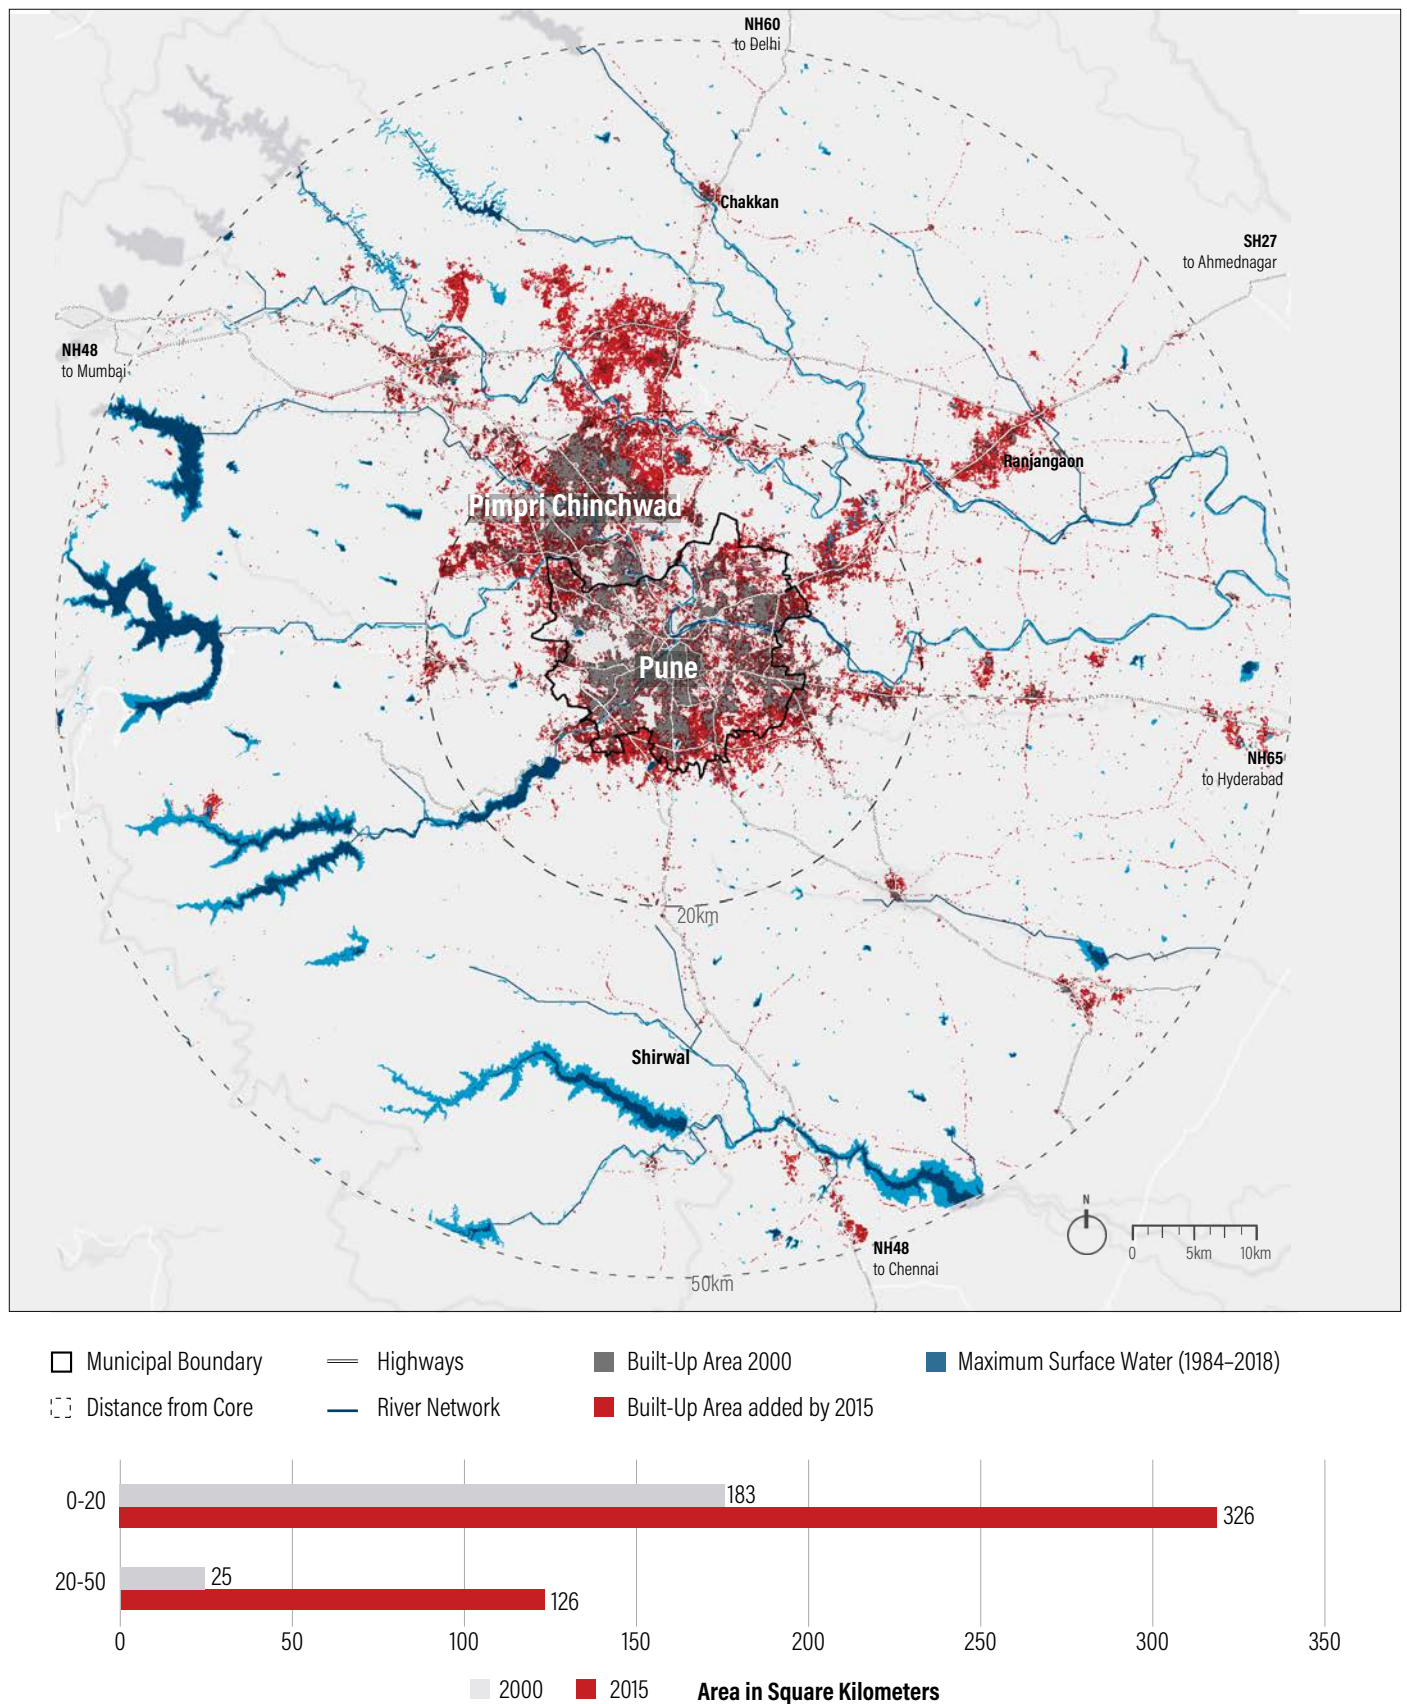 NH60
to Delhi
Chakkan
SH27
to Ahmednagar
NH48
to Mumbai
Ranjangaon
Pimpri Chinchwad
Pune
NH65
to Hyderabad
20km
Shirwal
N
0 5km 10km
NH48
to Chennai
50km
Municipal Boundary Highways Built-Up Area 2000 Maximum Surface Water (1984–2018)
Distance from Core River Network Built-Up Area added by 2015
0-20 183
326
20-50 25
126
0 50 100 150 200 250 300 350
2000 2015 Area in Square Kilometers